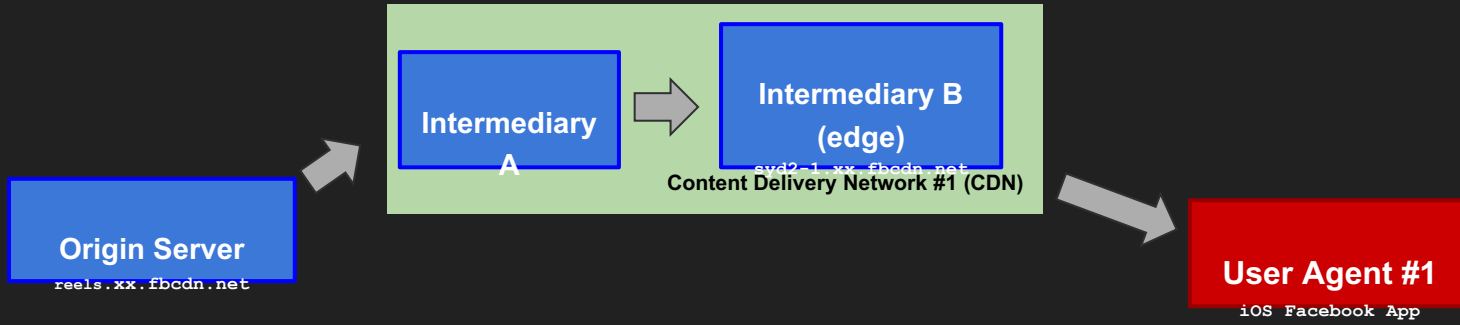 Intermediary
A
Intermediary B
(edge)
syd2-1.xx.fbcdn.net
Content Delivery Network #1 (CDN)
Origin Server
reels.xx.fbcdn.net
User Agent #1
iOS Facebook App